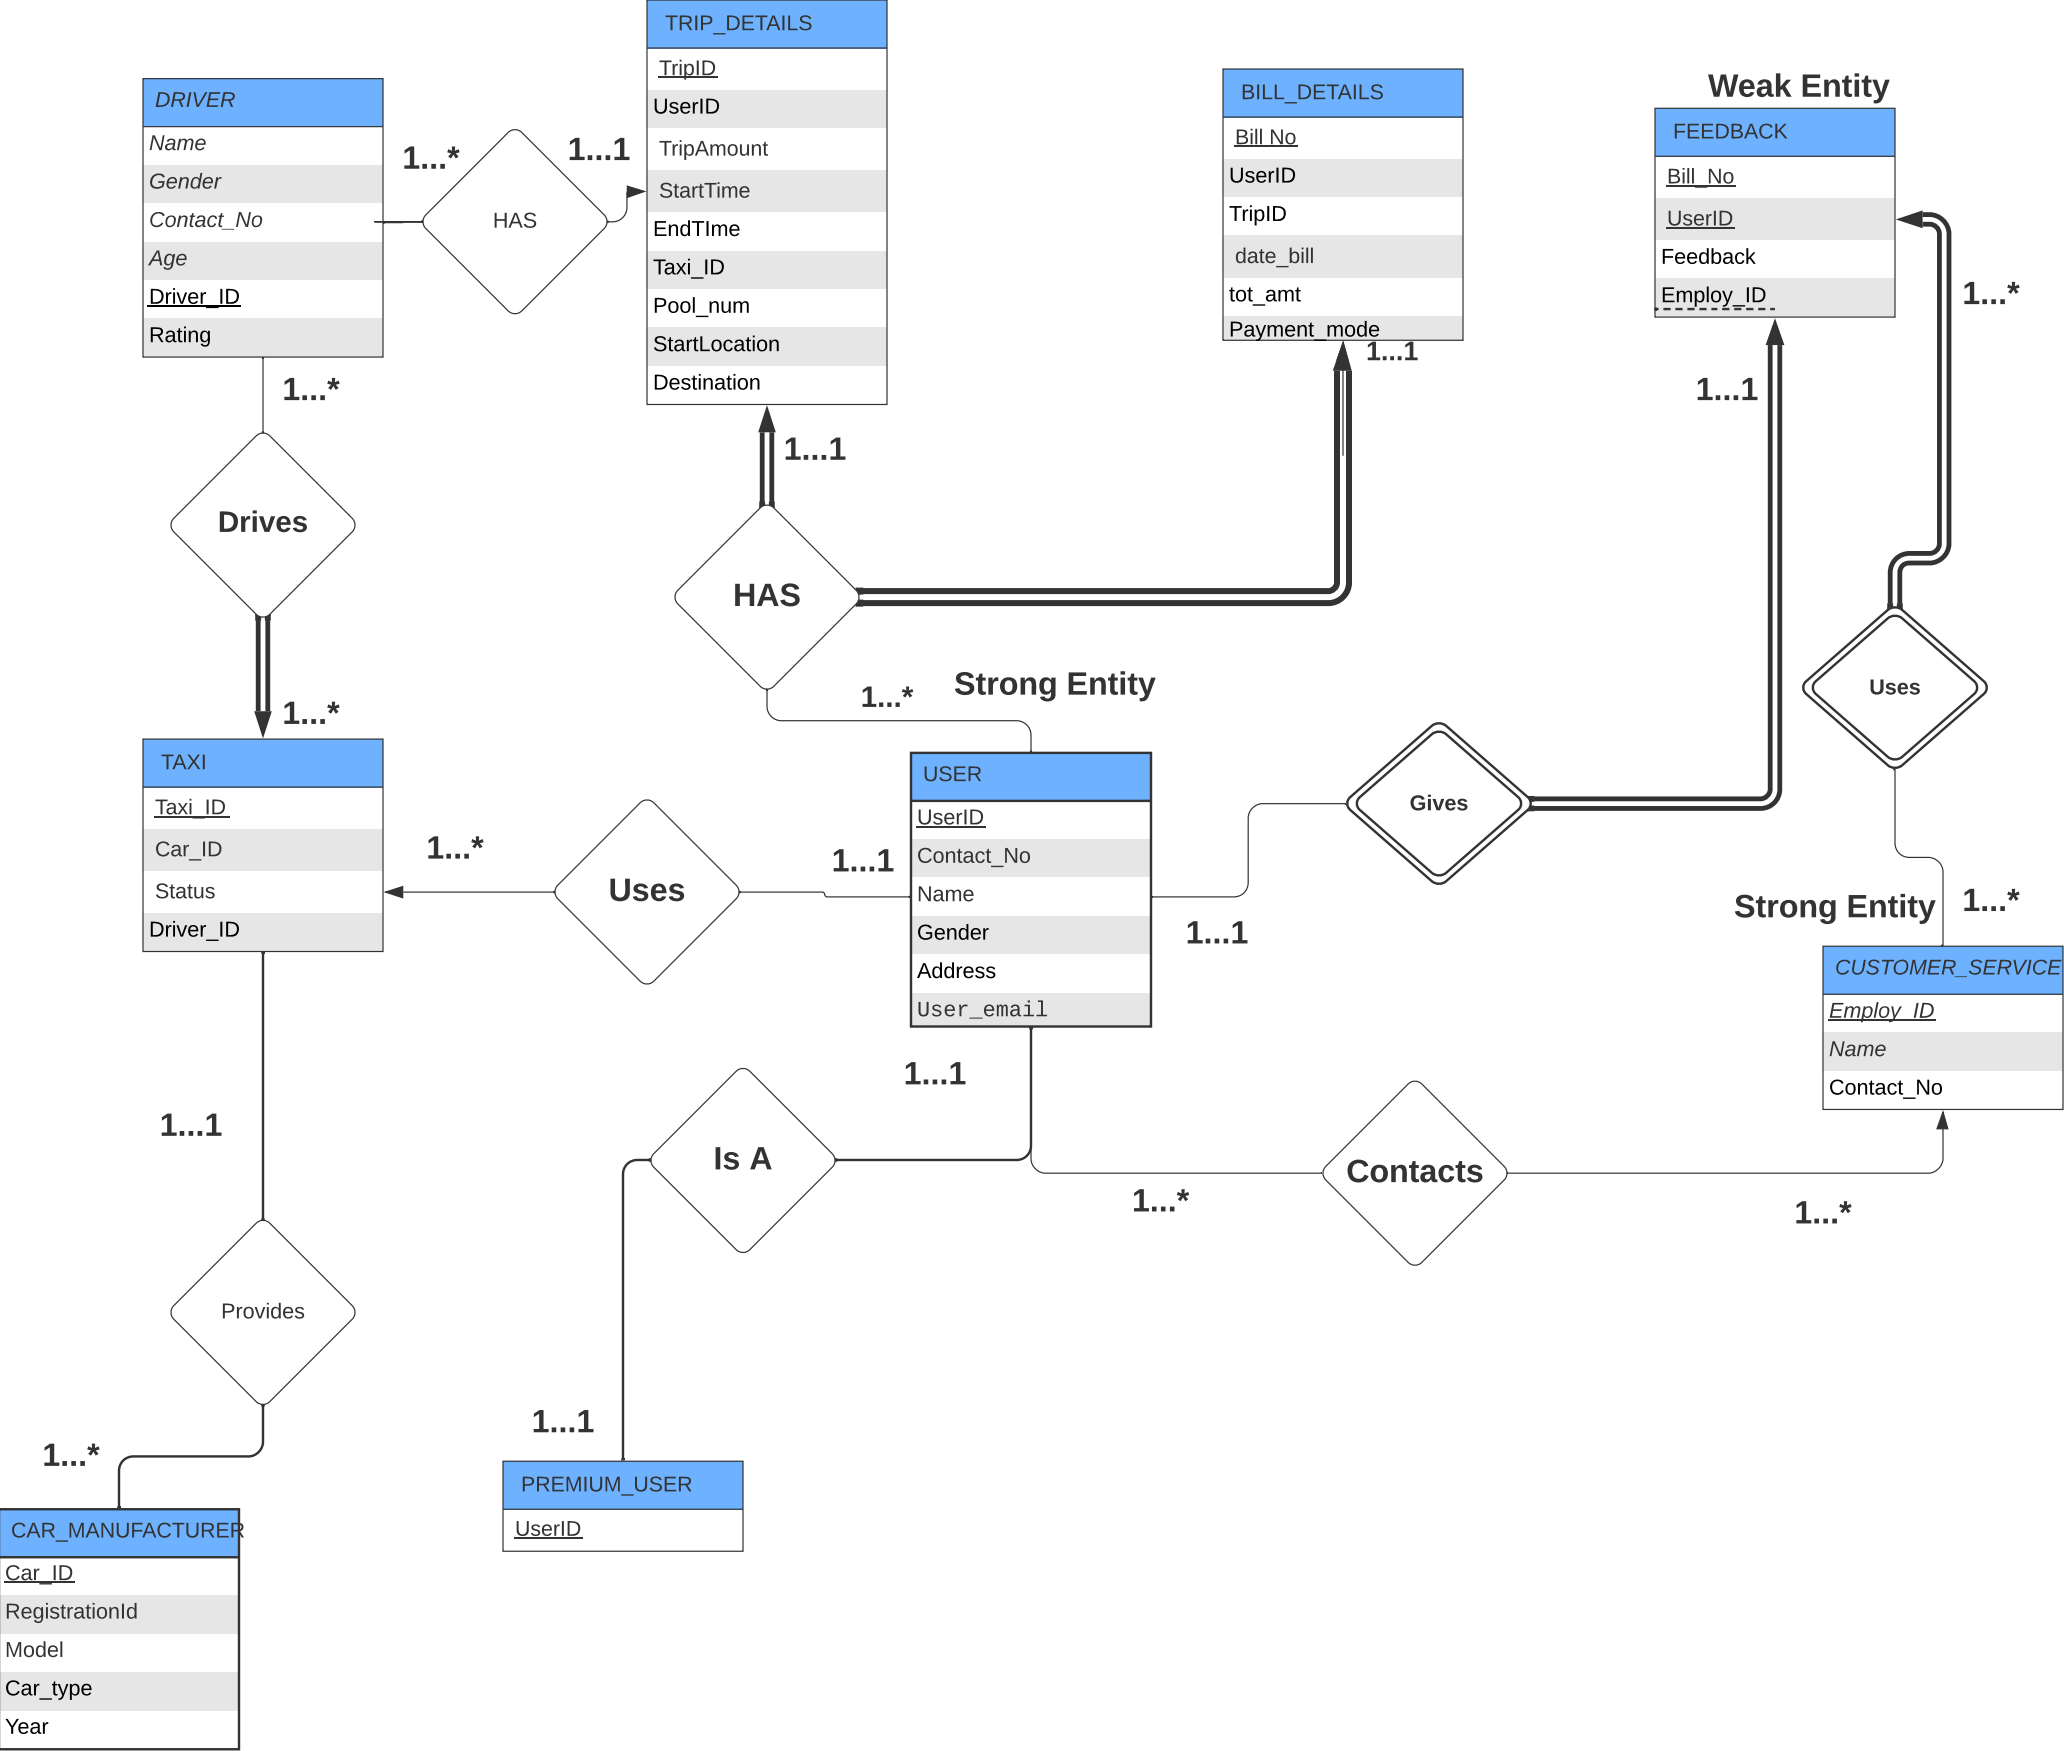 TRIP_DETAILS
TripID
UserID
TripAmount
StartTime
EndTIme
Taxi_ID
Pool_num
StartLocation
Destination
DRIVER
Name
Gender
Contact_No
Age
Driver_ID
Rating
1...*
HAS
1...1
BILL_DETAILS
Bill No
UserID
TripID
date_bill
tot_amt
Payment_mode
1...1
Weak Entity
FEEDBACK
Bill_No
UserID
Feedback
Employ_ID
1...*
1...1
1...*
Drives
1...*
1...1
HAS
1...*
Strong Entity
Uses
TAXI
Taxi_ID
Car_ID
Status
Driver_ID
1...*
Uses
1...1
USER
UserID
Contact_No
Name
Gender
Address
User_email
Gives
1...1
Strong Entity
1...*
CUSTOMER_SERVICE
Employ_ID
Name
Contact_No
1...1
1...1
Is A
Contacts
1...*
1...*
Provides
1...1
1...*
PREMIUM_USER
UserID
CAR_MANUFACTURER
Car_ID
RegistrationId
Model
Car_type
Year